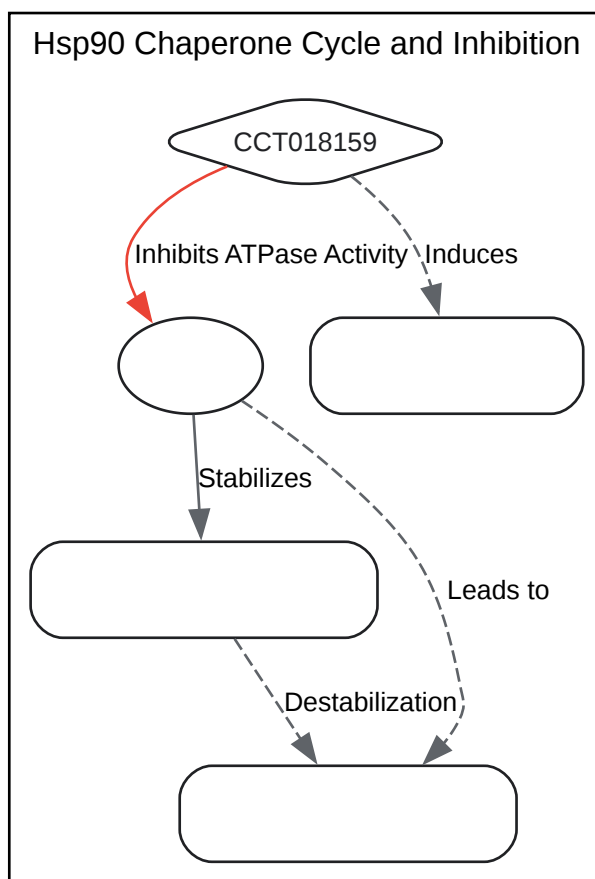 Hsp90 Chaperone Cycle and Inhibition
CCT018159
Inhibits ATPase Activity
Induces
Stabilizes
Leads to
Destabilization